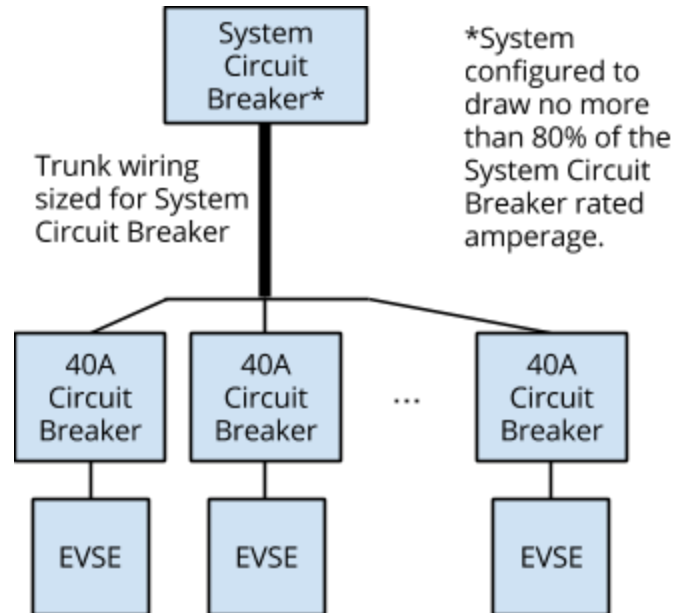 System
Circuit
Breaker*
*System
configured to
draw no more
than 80% of the
System Circuit
Breaker rated
amperage.
Trunk wiring
sized for System
Circuit Breaker
40A
Circuit
Breaker
40A
Circuit
Breaker
...
40A
Circuit
Breaker
EVSE
EVSE
EVSE